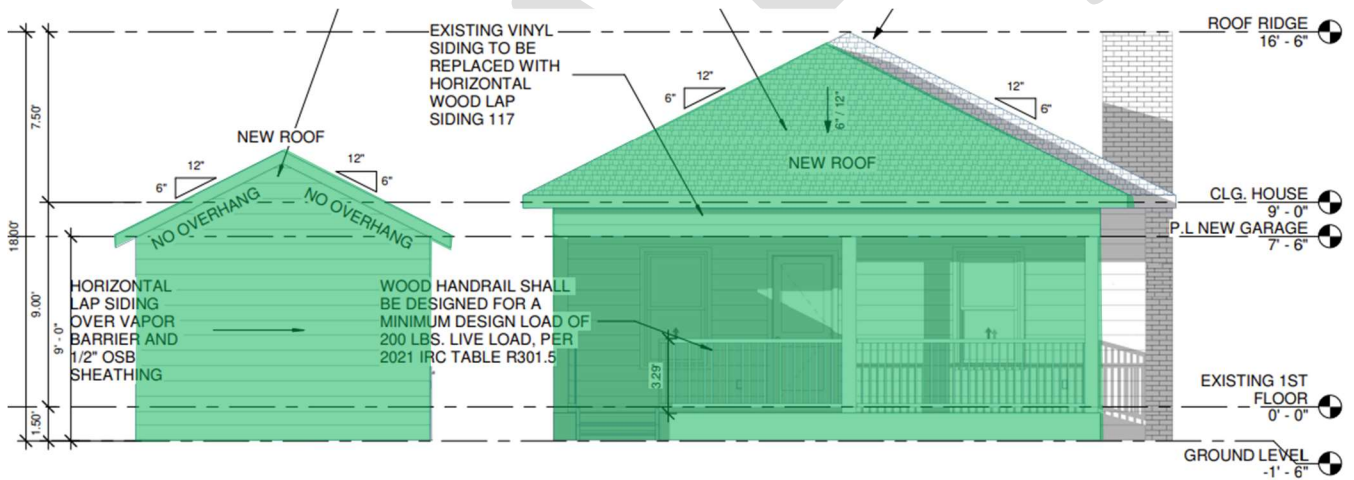 EXISTING VINYL
SIDING TO BE
REPLACED WITH
HORIZONTAL
WOOD LAP
SIDING 117
ROOF RIDGE
16' - 6"
12"
6"
12"
6"
6" / 12"
NEW ROOF
NEW ROOF
12"
6"
12"
6"
NO OVERHANG
NO OVERHANG
CLG. HOUSE
9' - 0"
P.L NEW GARAGE
7' - 6"
7.50'
18.00'
9.00'
9' - 0"
1.50'
HORIZONTAL
LAP SIDING
OVER VAPOR
BARRIER AND
1/2" OSB
SHEATHING
WOOD HANDRAIL SHALL
BE DESIGNED FOR A
MINIMUM DESIGN LOAD OF
200 LBS. LIVE LOAD, PER
2021 IRC TABLE R301.5
3.29'
EXISTING 1ST
FLOOR
0' - 0"
GROUND LEVEL
-1' - 6"